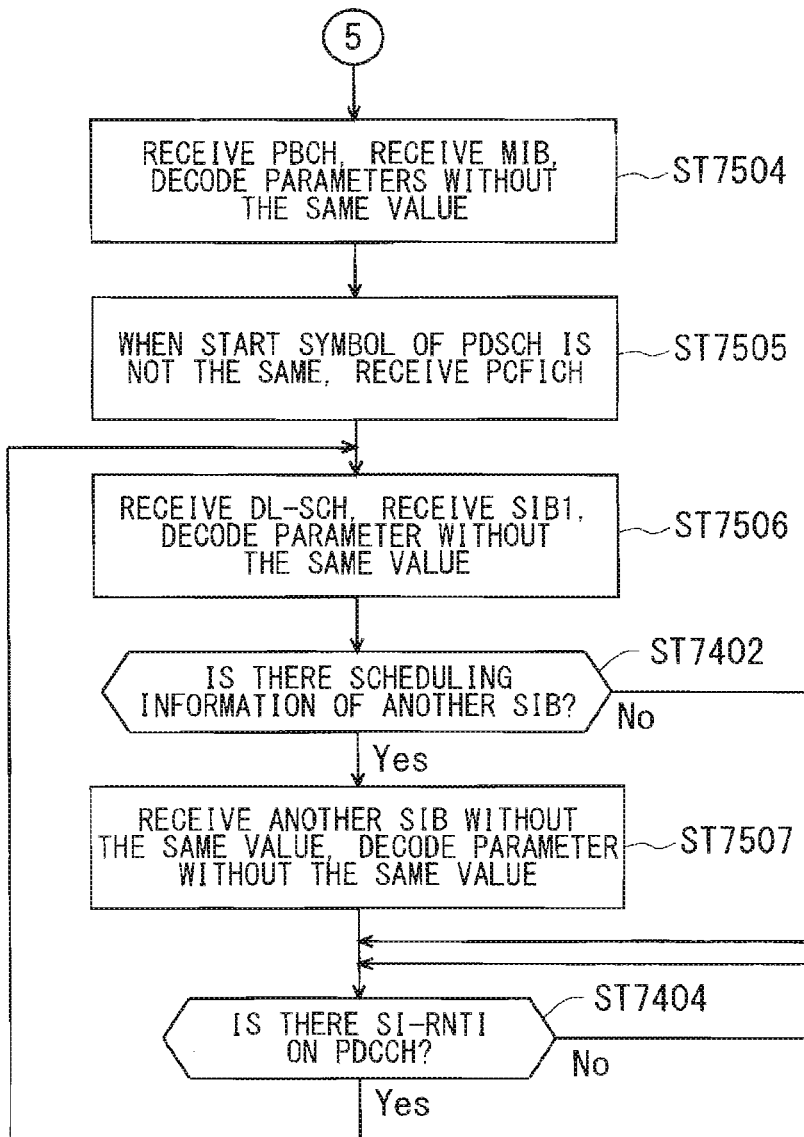 5
RECEIVE PBCH, RECEIVE MIB,
DECODE PARAMETERS WITHOUT
THE SAME VALUE
ST7504
WHEN START SYMBOL OF PDSCH IS
NOT THE SAME, RECEIVE PCFICH
ST7505
RECEIVE DL-SCH, RECEIVE SIB1,
DECODE PARAMETER WITHOUT
THE SAME VALUE
ST7506
IS THERE SCHEDULING
INFORMATION OF ANOTHER SIB?
ST7402
No
Yes
RECEIVE ANOTHER SIB WITHOUT
THE SAME VALUE, DECODE PARAMETER
WITHOUT THE SAME VALUE
ST7507
IS THERE SI-RNTI
ON PDCCH?
ST7404
No
Yes